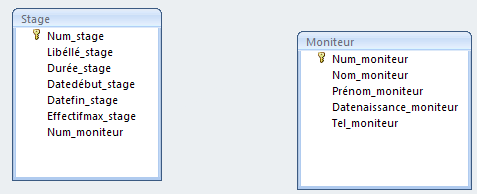 Stage
Num_stage
Libéllé_stage
Durée_stage
Datedébut_stage
Datefin_stage
Effectifmax_stage
Num_moniteur
Moniteur
Num_moniteur
Nom_moniteur
Prénom_moniteur
Datenaissance_moniteur
Tel_moniteur